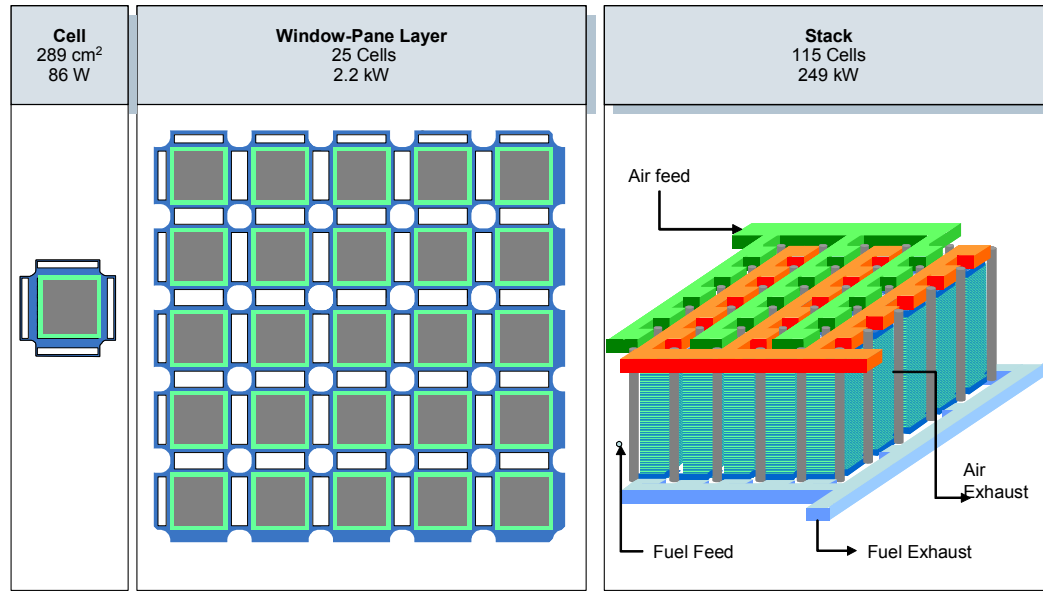 Cell
289 cm²
86 W
Window-Pane Layer
25 Cells
2.2 kW
Stack
115 Cells
249 kW
Air feed
Air
Exhaust
Fuel Feed
Fuel Exhaust